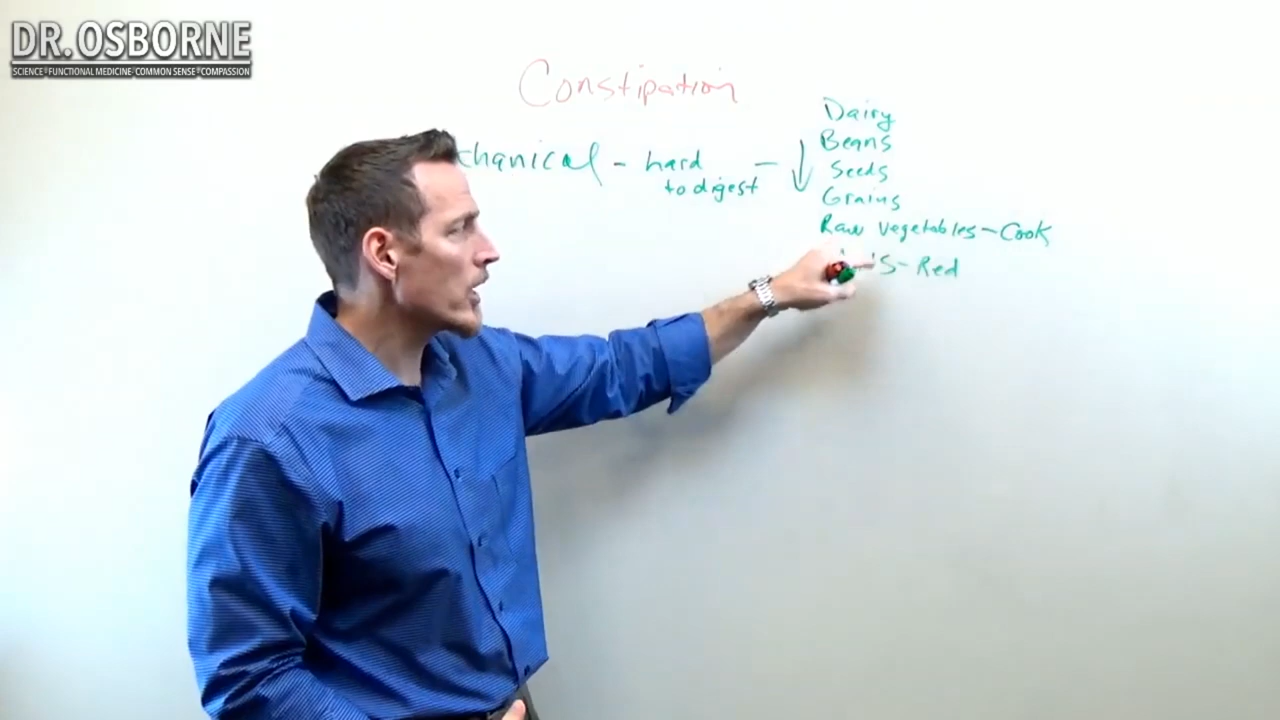 DR. OSBORNE
SCIENCE · FUNCTIONAL MEDICINE · COMMON SENSE · COMPASSION
Constipation
chanical - hard to digest - ↓
Dairy
Beans
Seeds
Grains
Raw vegetables - Cook
S - Red